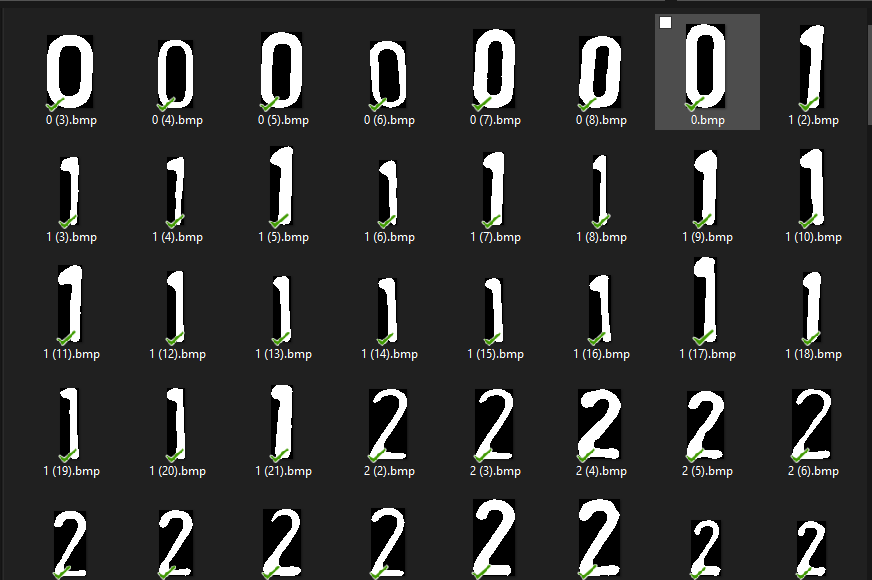 0 0 0 0 0 0 0 1
0 (3).bmp 0 (4).bmp 0 (5).bmp 0 (6).bmp 0 (7).bmp 0 (8).bmp 0.bmp 1 (2).bmp
1 1 1 1 1 1 1 1
1 (3).bmp 1 (4).bmp 1 (5).bmp 1 (6).bmp 1 (7).bmp 1 (8).bmp 1 (9).bmp 1 (10).bmp
1 1 1 1 1 1 1 1
1 (11).bmp 1 (12).bmp 1 (13).bmp 1 (14).bmp 1 (15).bmp 1 (16).bmp 1 (17).bmp 1 (18).bmp
1 1 1 2 2 2 2 2
1 (19).bmp 1 (20).bmp 1 (21).bmp 2 (2).bmp 2 (3).bmp 2 (4).bmp 2 (5).bmp 2 (6).bmp
2 2 2 2 2 2 2 2